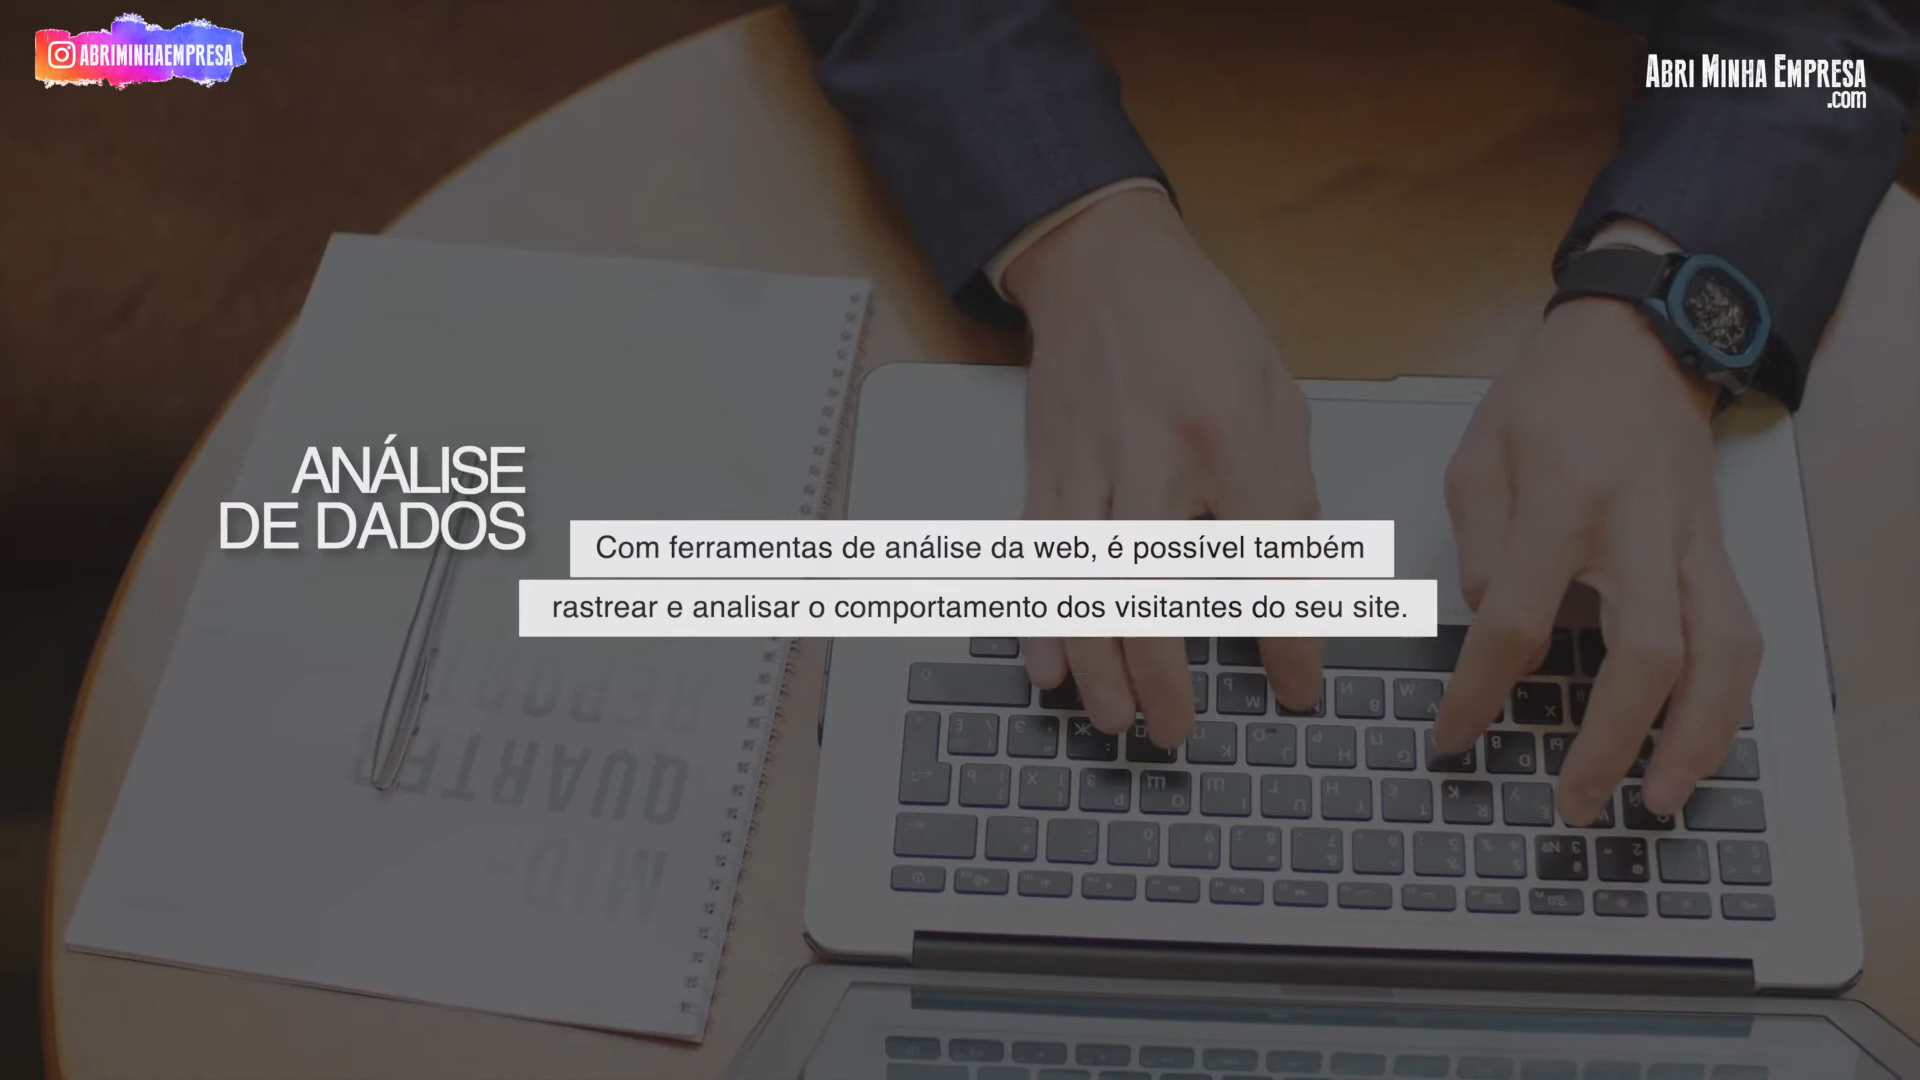 ABRIMINHAEMPRESA
ABRI MINHA EMPRESA
.com
ANÁLISE
DE DADOS
Com ferramentas de análise da web, é possível também
rastrear e analisar o comportamento dos visitantes do seu site.
MID-
QUARTER
REPORT